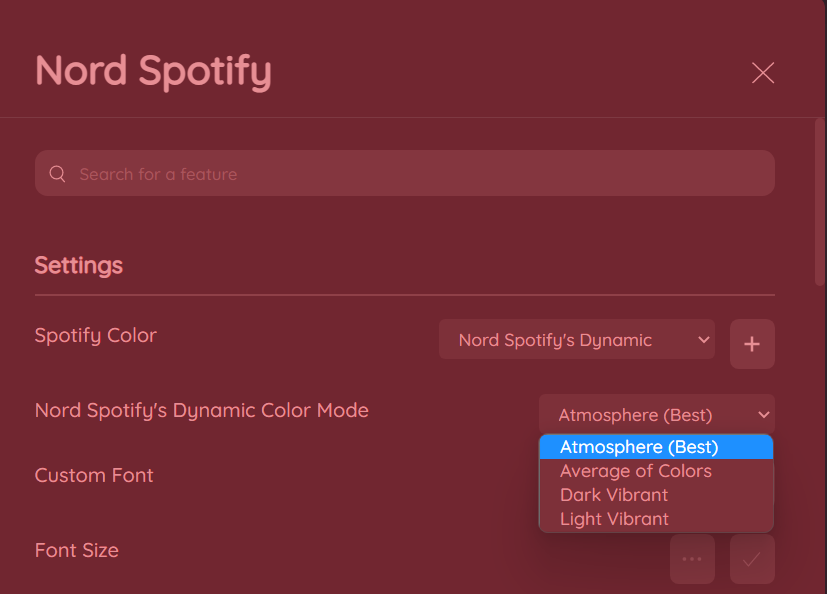 Nord Spotify
Search for a feature
Settings
Spotify Color
Nord Spotify's Dynamic
Nord Spotify's Dynamic Color Mode
Atmosphere (Best)
Atmosphere (Best)
Average of Colors
Dark Vibrant
Light Vibrant
Custom Font
Font Size